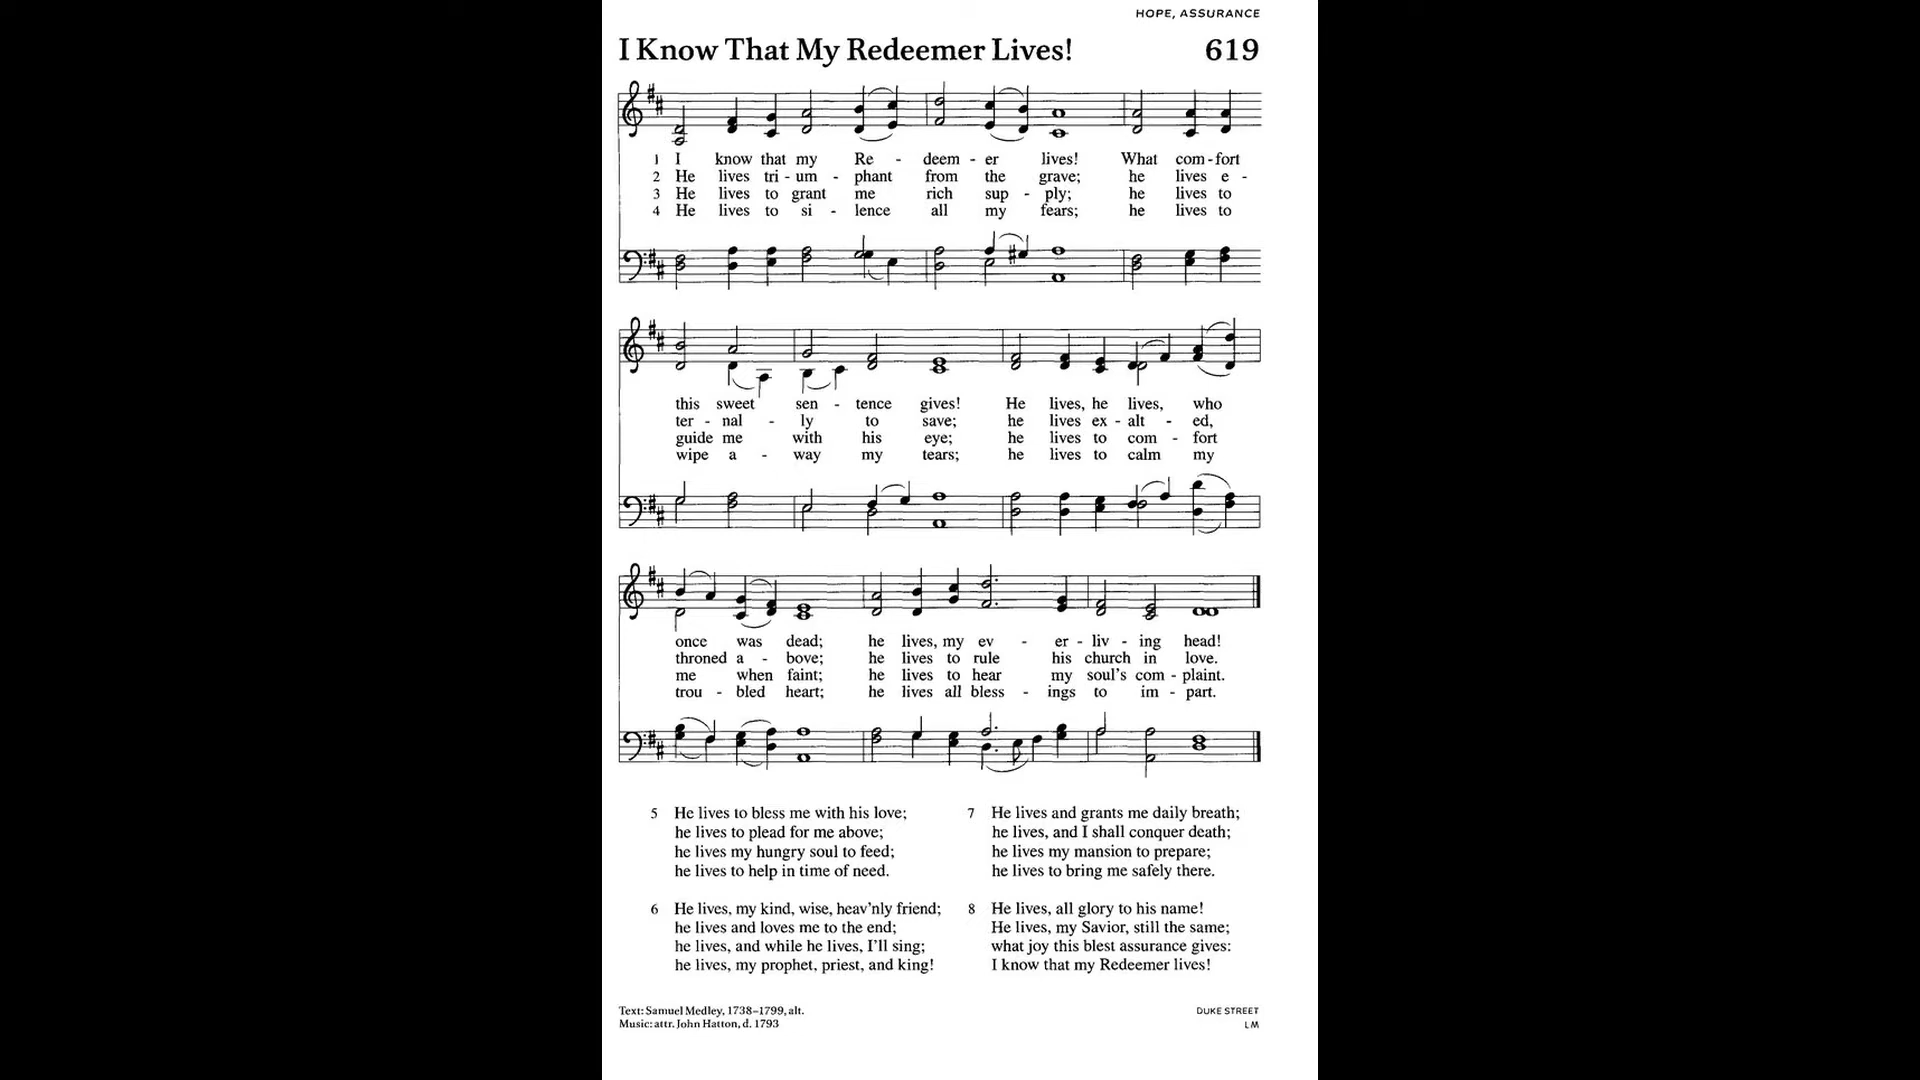 HOPE, ASSURANCE
I Know That My Redeemer Lives! 619
1 I know that my Re - deem - er lives! What com - fort
2 He lives tri - um - phant from the grave; he lives e -
3 He lives to grant me rich sup - ply; he lives to
4 He lives to si - lence all my fears; he lives to
this sweet sen - tence gives! He lives, he lives, who
ter - nal - ly to save; he lives ex - alt - ed,
guide me with his eye; he lives to com - fort
wipe a - way my tears; he lives to calm my
once was dead; he lives, my ev - er - liv - ing head!
throned a - bove; he lives to rule his church in love.
me when faint; he lives to hear my soul's com - plaint.
trou - bled heart; he lives all bless - ings to im - part.
5 He lives to bless me with his love;
he lives to plead for me above;
he lives my hungry soul to feed;
he lives to help in time of need.
6 He lives, my kind, wise, heav'nly friend;
he lives and loves me to the end;
he lives, and while he lives, I'll sing;
he lives, my prophet, priest, and king!
7 He lives and grants me daily breath;
he lives, and I shall conquer death;
he lives my mansion to prepare;
he lives to bring me safely there.
8 He lives, all glory to his name!
He lives, my Savior, still the same;
what joy this blest assurance gives:
I know that my Redeemer lives!
Text: Samuel Medley, 1738–1799, alt.
Music: attr. John Hatton, d. 1793
DUKE STREET
LM